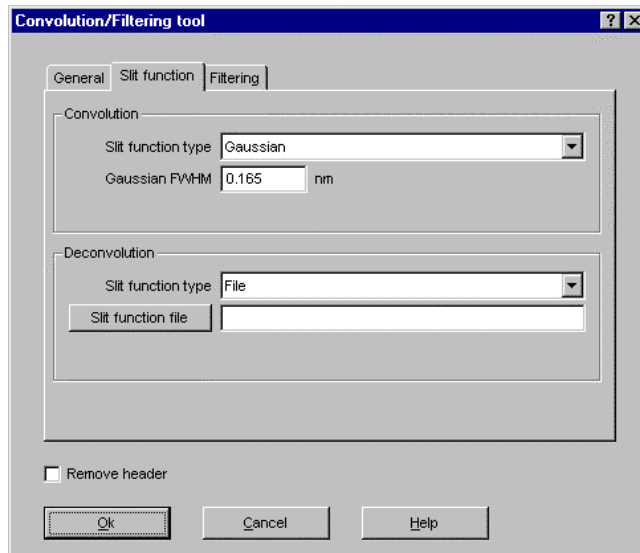 Convolution/Filtering tool
General Slit function Filtering
Convolution
Slit function type Gaussian
Gaussian FWHM 0.165 nm
Deconvolution
Slit function type File
Slit function file
Remove header
Ok Cancel Help